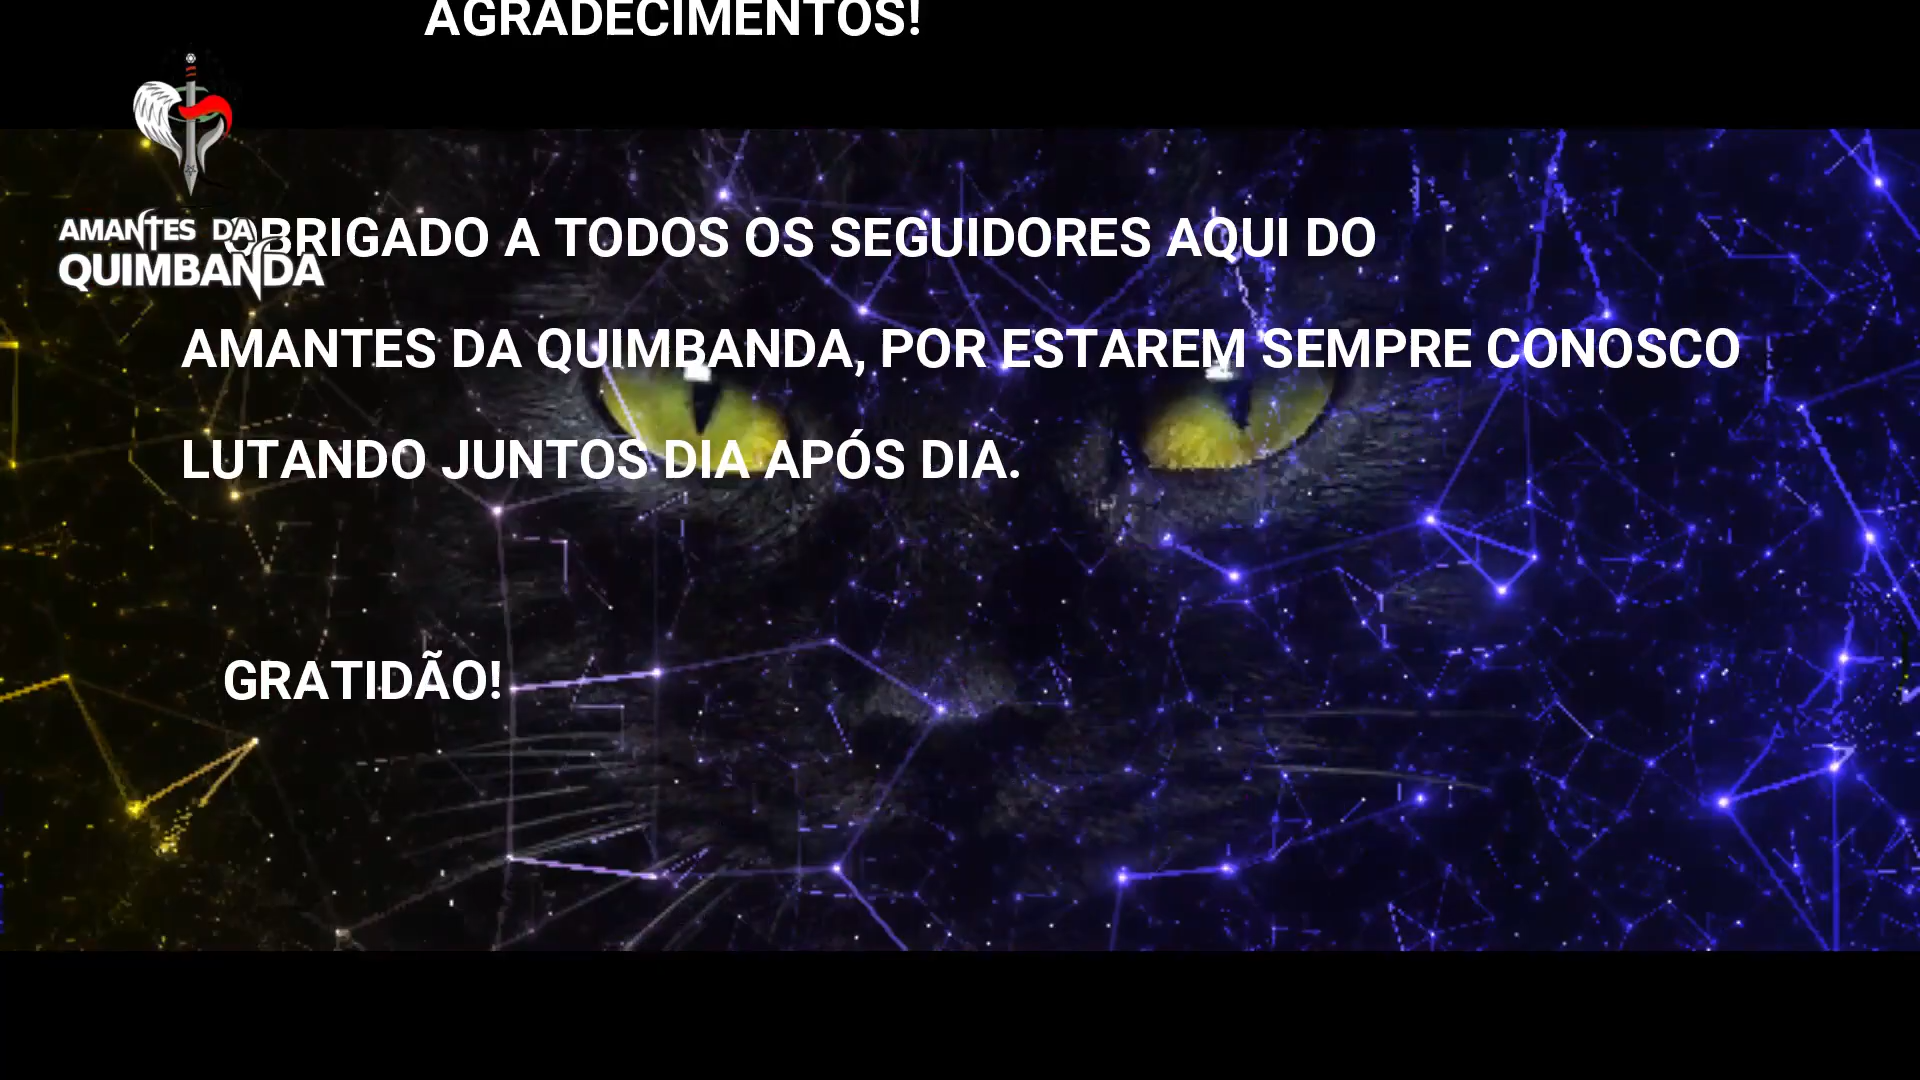 AGRADECIMENTOS!
AMANTES DA
QUIMBANDA
OBRIGADO A TODOS OS SEGUIDORES AQUI DO
AMANTES DA QUIMBANDA, POR ESTAREM SEMPRE CONOSCO
LUTANDO JUNTOS DIA APÓS DIA.
GRATIDÃO!